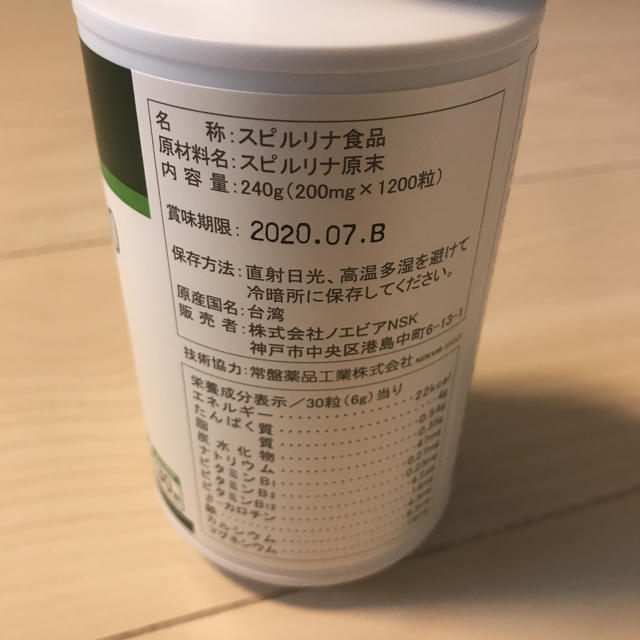 名称:スピルリナ食品
原材料名:スピルリナ原末
内容量:240g(200mg×1200粒)
賞味期限:2020.07.B
保存方法:直射日光、高温多湿を避けて
冷暗所に保存してください。
原産国名:台湾
販売者:株式会社ノエビアNSK
神戸市中央区港島中町6-13-1
技術協力:常盤薬品工業株式会社
栄養成分表示/30粒(6g)当り
エネルギー 22kcal
たんぱく質 4g
脂質 0.54g
炭水化物
ナトリウム 47mg
ビタミンB1
ビタミンB2
ビタミンB12
β-カロチン
鉄
カルシウム
マグネシウム